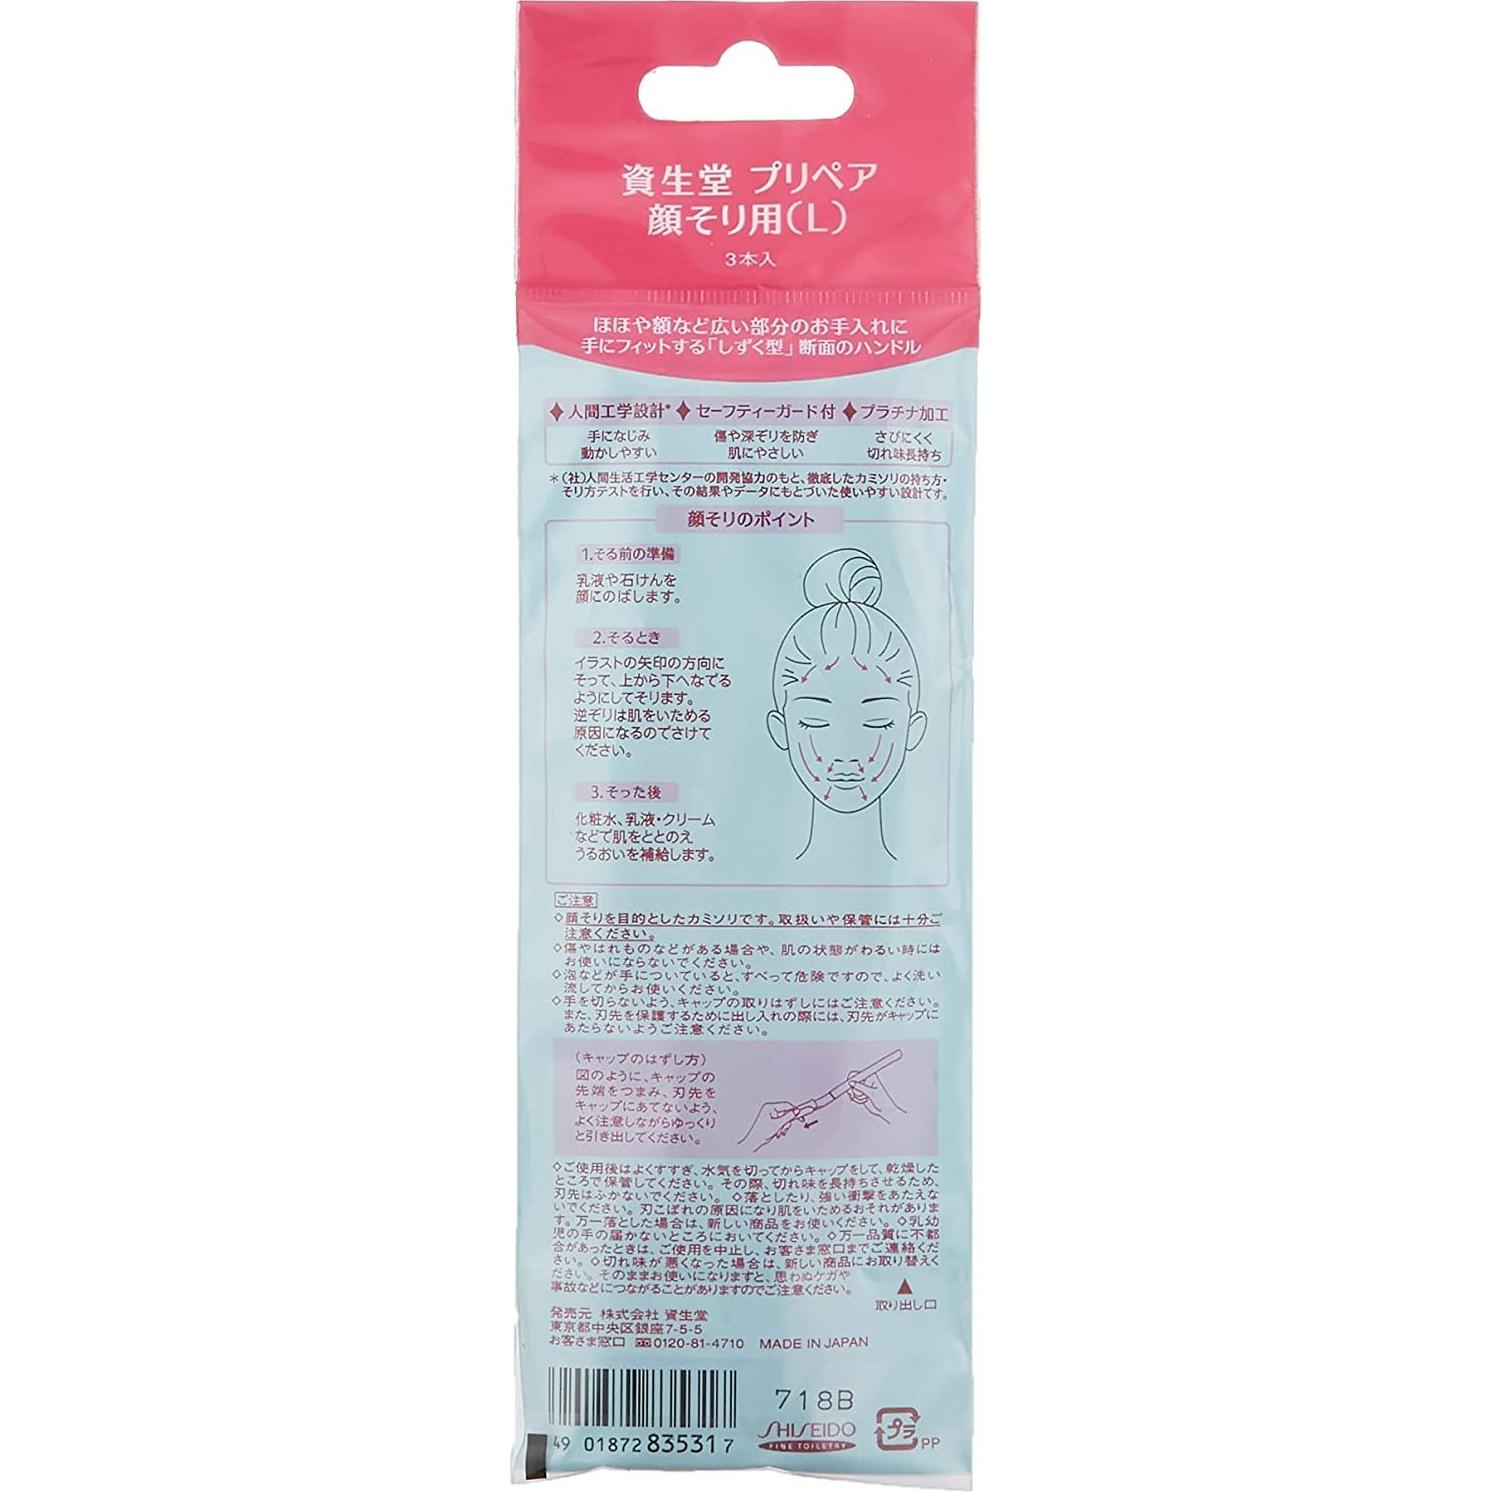 資生堂 プリペア
顔そり用(L)
3本入
ほほや額など広い部分のお手入れに
手にフィットする「しずく型」断面のハンドル
人間工学設計* セーフティーガード付 プラチナ加工
手になじみ 傷や深ぞりを防ぎ さびにくく
動かしやすい 肌にやさしい 切れ味長持ち
*(社)人間生活工学センターの開発協力のもと、徹底したカミソリの持ち方・
そり方テストを行い、その結果やデータにもとづいた使いやすい設計です。
顔そりのポイント
1.そる前の準備
乳液や石けんを
顔にのばします。
2.そるとき
イラストの矢印の方向に
そって、上から下へなでる
ようにしてそります。
逆ぞりは肌をいためる
原因になるのでさけて
ください。
3.そった後
化粧水、乳液・クリーム
などで肌をととのえ
うるおいを補給します。
ご注意
◇顔そりを目的としたカミソリです。取扱いや保管には十分ご
注意ください。
◇傷やはれものなどがある場合や、肌の状態がわるい時には
お使いにならないでください。
◇泡などが手についていると、すべって危険ですので、よく洗い
流してからお使いください。
◇手を切らないよう、キャップの取りはずしにはご注意ください。
また、刃先を保護するために出し入れの際には、刃先がキャップに
あたらないようご注意ください。
(キャップのはずし方)
図のように、キャップの
先端をつまみ、刃先を
キャップにあてないよう、
よく注意しながらゆっくり
と引き出してください。
◇ご使用後はよくすすぎ、水気を切ってからキャップをして、乾燥した
ところで保管してください。その際、切れ味を長持ちさせるため、
刃先はふかないでください。◇落としたり、強い衝撃をあたえな
いでください。刃こぼれの原因になり肌をいためるおそれがありま
す。万一落とした場合は、新しい商品をお使いください。◇乳幼
児の手の届かないところにおいてください。◇万一品質に不都
合があったときは、ご使用を中止し、お客さま窓口までご連絡くだ
さい。◇切れ味が悪くなった場合は、新しい商品にお取り替えく
ださい。そのままお使いになりますと、思わぬケガや
事故などにつながることがありますのでご注意ください。
取り出し口
発売元 株式会社 資生堂
東京都中央区銀座7-5-5
お客さま窓口 0120-81-4710 MADE IN JAPAN
718B
SHISEIDO
FINE TOILETRY
プラ
PP
49 01872 83531 7